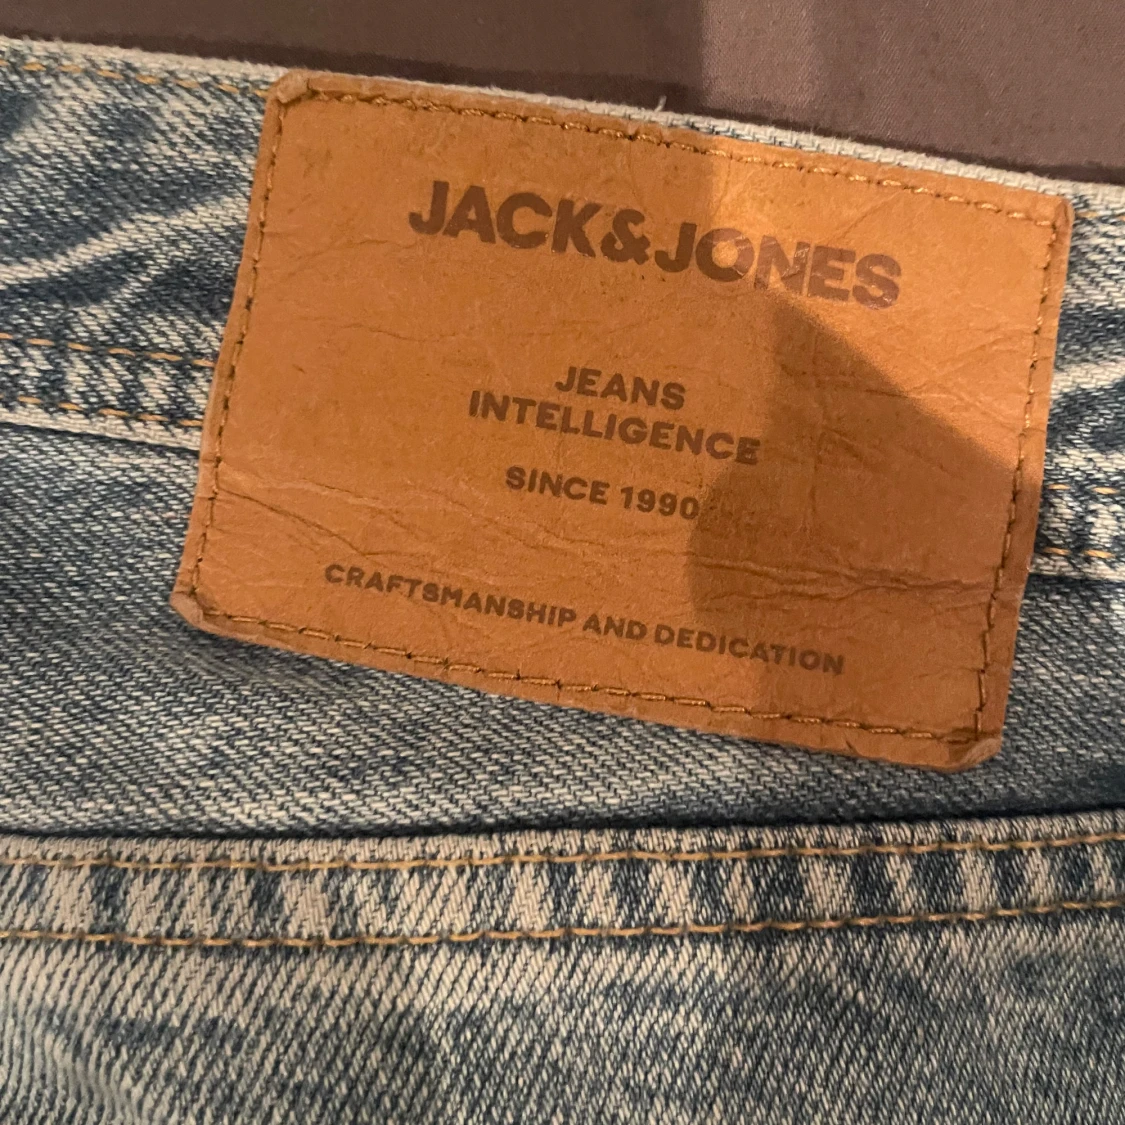 JACK&JONES
JEANS
INTELLIGENCE
SINCE 1990
CRAFTSMANSHIP AND DEDICATION